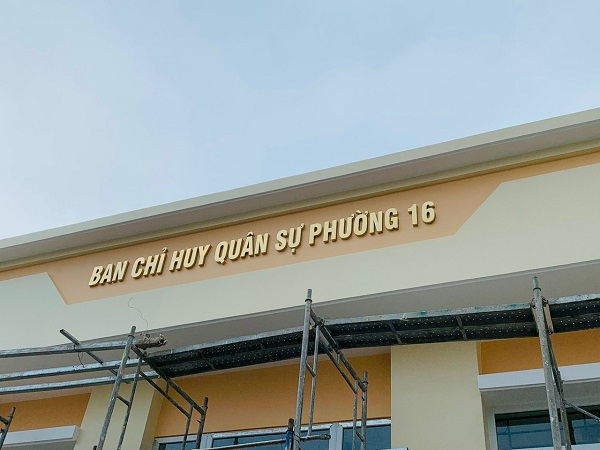 BAN CHỈ HUY QUÂN SỰ PHƯỜNG 16